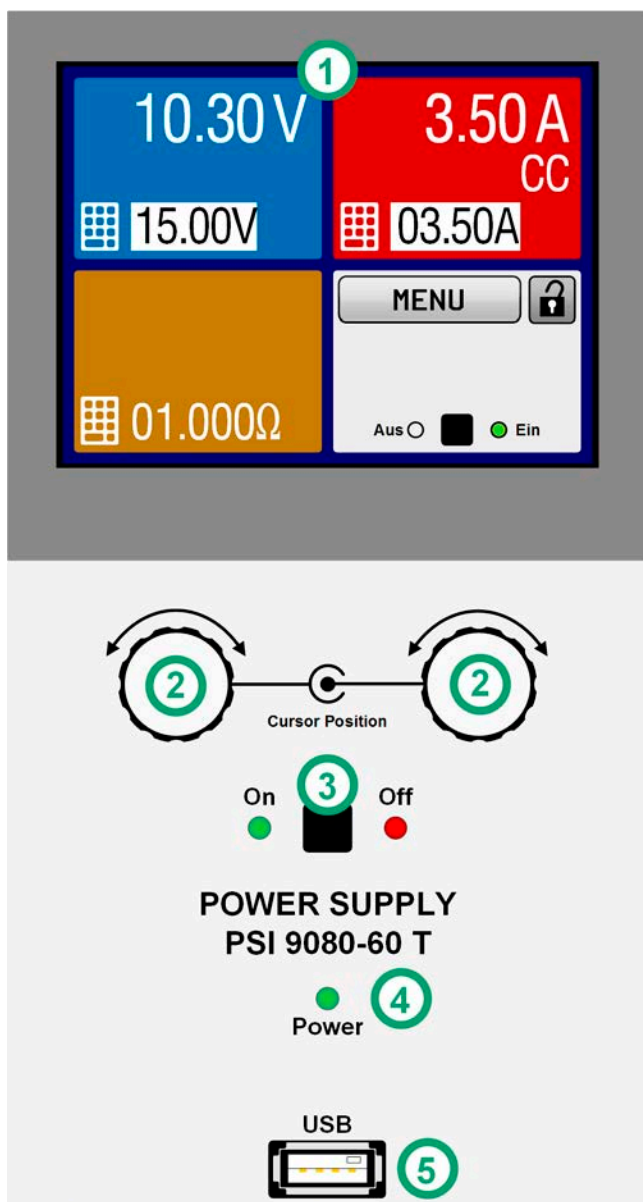 1
10.30 V
3.50 A
CC
15.00V
03.50A
MENU
01.000Ω
Aus
Ein
2
2
Cursor Position
3
On
Off
POWER SUPPLY
PSI 9080-60 T
4
Power
USB
5